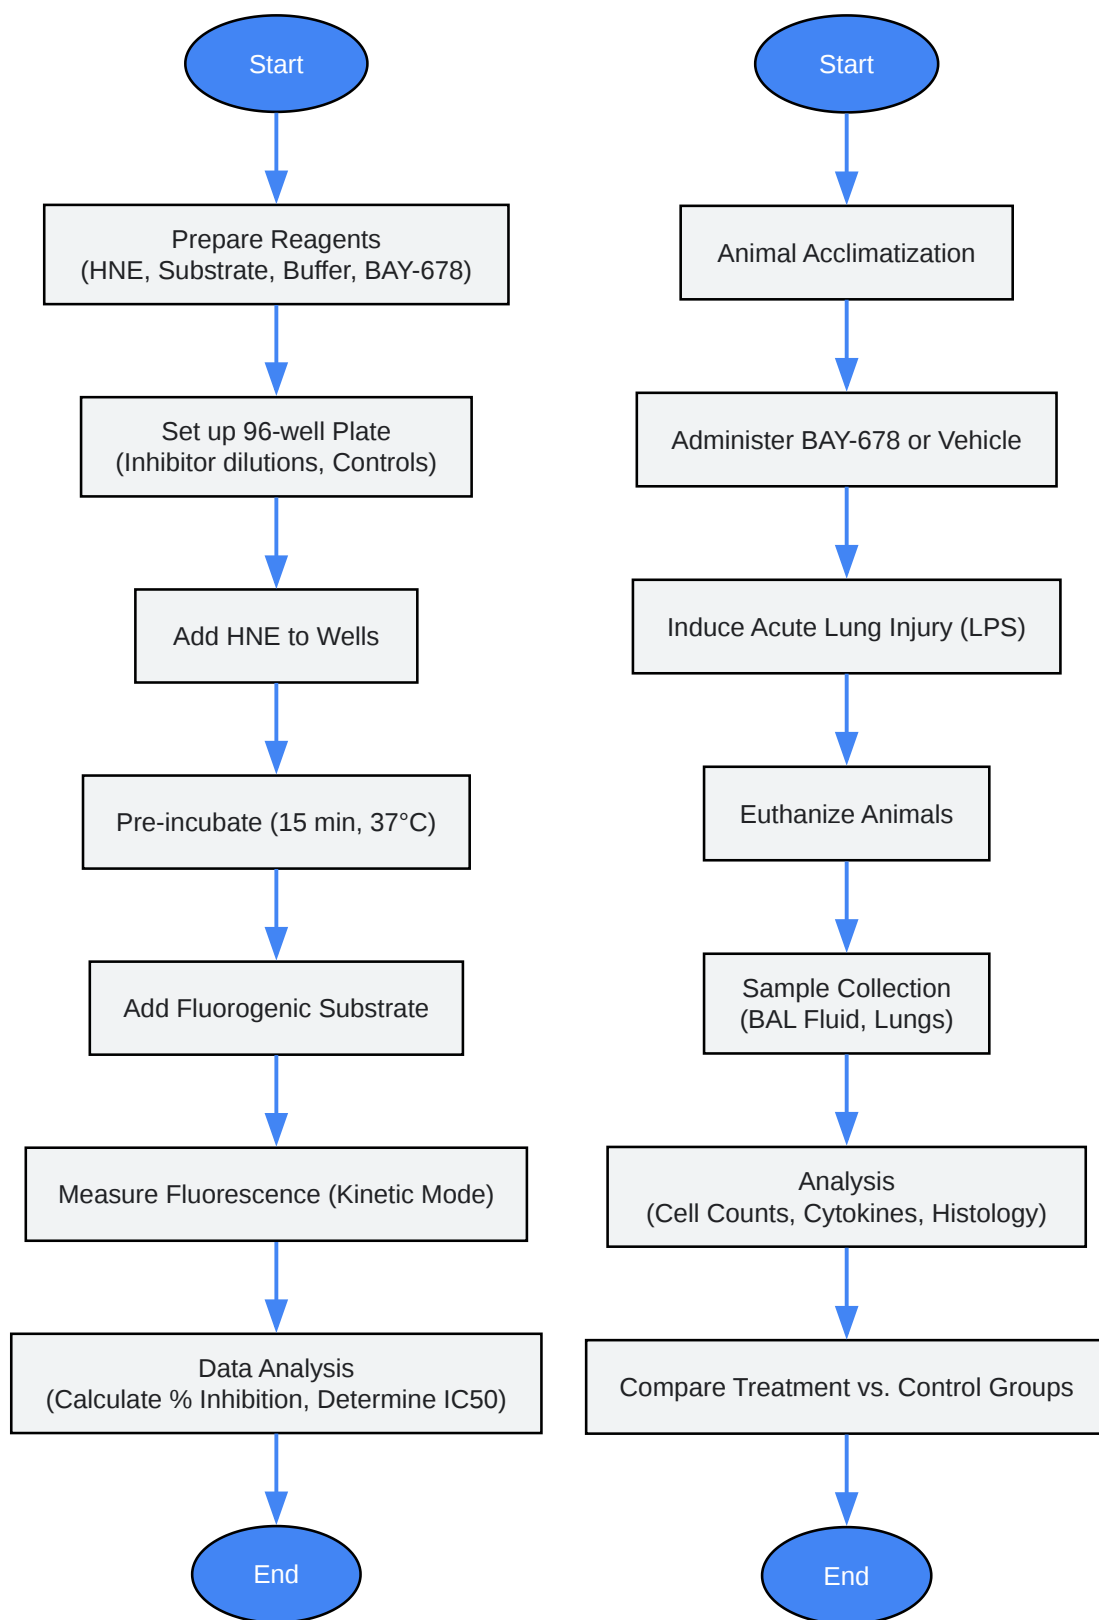 Start
Prepare Reagents
(HNE, Substrate, Buffer, BAY-678)
Set up 96-well Plate
(Inhibitor dilutions, Controls)
Add HNE to Wells
Pre-incubate (15 min, 37°C)
Add Fluorogenic Substrate
Measure Fluorescence (Kinetic Mode)
Data Analysis
(Calculate % Inhibition, Determine IC50)
End
Start
Animal Acclimatization
Administer BAY-678 or Vehicle
Induce Acute Lung Injury (LPS)
Euthanize Animals
Sample Collection
(BAL Fluid, Lungs)
Analysis
(Cell Counts, Cytokines, Histology)
Compare Treatment vs. Control Groups
End